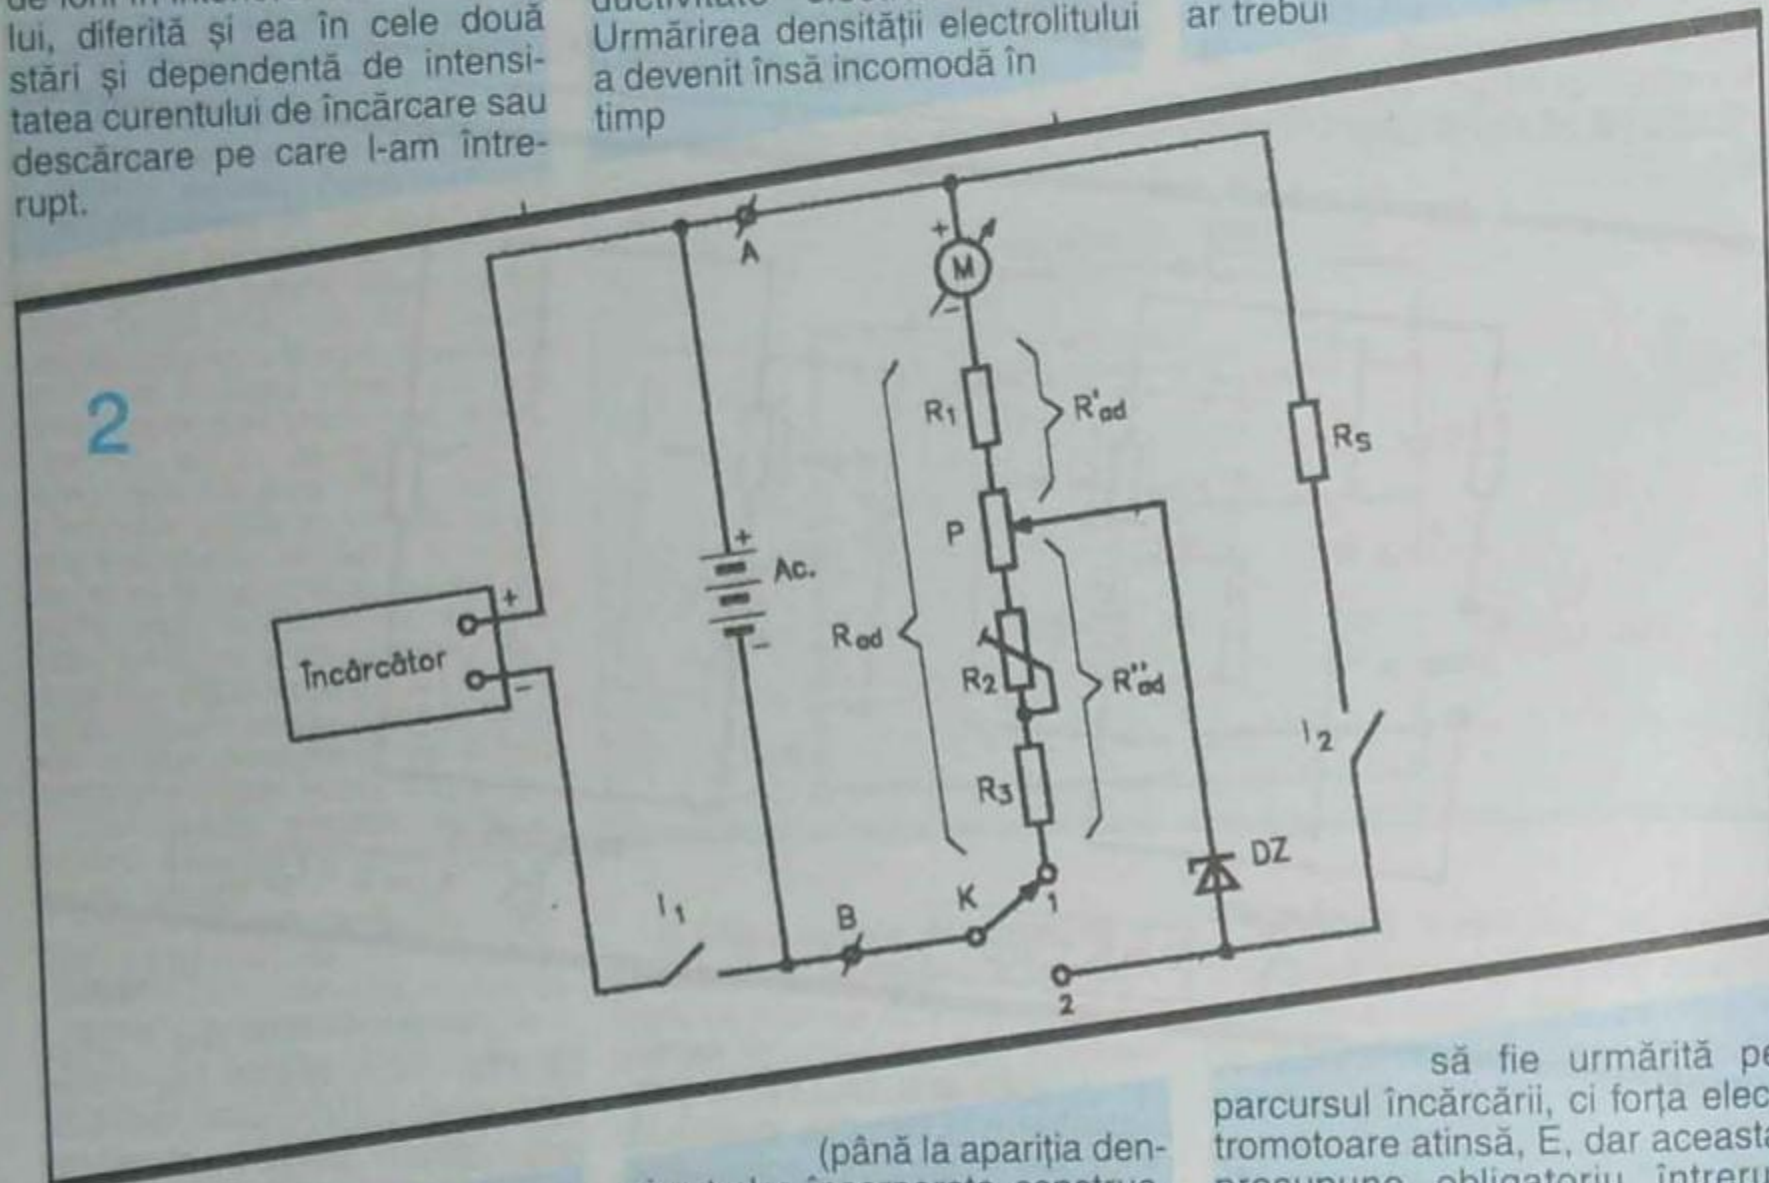 lui, diferită și ea în cele două
stări și dependentă de intensi-
tatea curentului de încărcare sau
descărcare pe care l-am între-
rupt.
Urmărirea densității electrolitului
a devenit însă incomodă în
timp
ar trebui
2
A
+
M
-
R1
R'ad
P
Rad
R2
R"ad
R3
RS
I2
+
Ac.
-
Încărcător
+
-
I1
B
K
1
2
DZ
(până la apariția den-
să fie urmărită pe
parcursul încărcării, ci forța elec-
tromotoare atinsă, E, dar aceasta
obligatoriu